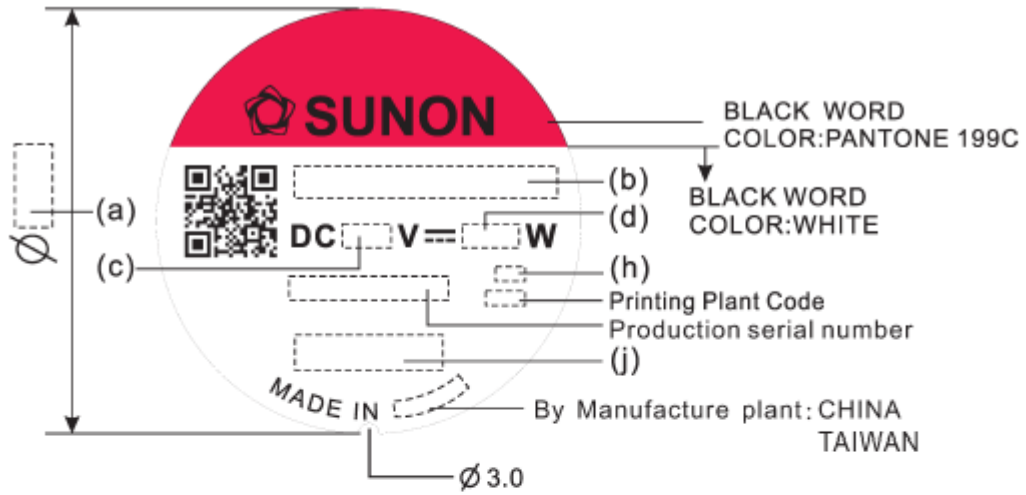 SUNON
BLACK WORD
COLOR:PANTONE 199C
(b)
BLACK WORD
COLOR:WHITE
(a)
(d)
DC V W
(c)
(h)
Printing Plant Code
Production serial number
(j)
MADE IN
By Manufacture plant: CHINA
TAIWAN
Ø
Ø 3.0